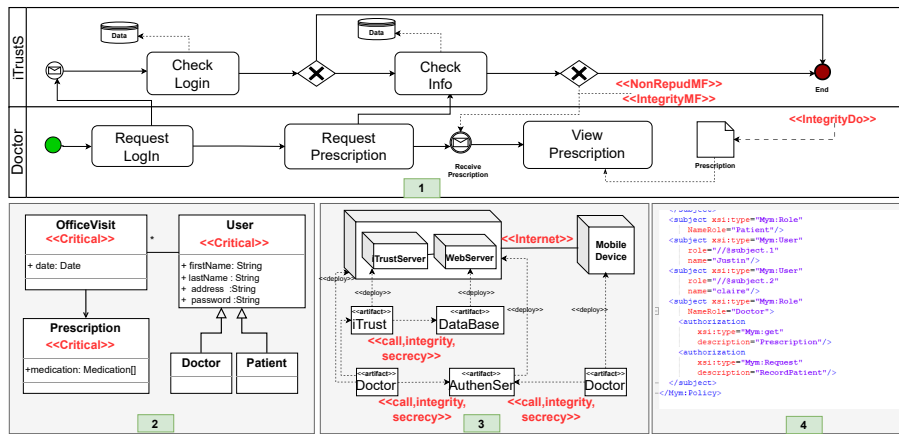 iTrustS
Data
Check
Login
Data
Check
Info
<<NonRepudMF>>
<<IntegrityMF>>
End
Doctor
Request
LogIn
Request
Prescription
Receive
Prescription
View
Prescription
Prescription
<<IntegrityDo>>
1
OfficeVisit
<<Critical>>
+ date: Date
*
User
<<Critical>>
+ firstName: String
+ lastName : String
+ address :String
+ password :String
Prescription
<<Critical>>
+medication: Medication[]
Doctor
Patient
2
iTrustServer
WebServer
<<Internet>>
Mobile
Device
<<deploy>>
<<deploy>>
<<deploy>>
<<deploy>>
<<deploy>>
<<artifact>>
iTrust
<<artifact>>
DataBase
<<call,integrity,
secrecy>>
<<artifact>>
Doctor
<<artifact>>
AuthenSer
<<artifact>>
Doctor
<<call,integrity,
secrecy>>
<<call,integrity,
secrecy>>
3
</subject>
<subject xsi:type="Mym:Role"
NameRole="Patient"/>
<subject xsi:type="Mym:User"
role="//@subject.1"
name="Justin"/>
<subject xsi:type="Mym:User"
role="//@subject.2"
name="claire"/>
<subject xsi:type="Mym:Role"
NameRole="Doctor">
<authorization
xsi:type="Mym:get"
description="Prescription"/>
<authorization
xsi:type="Mym:Request"
description="RecordPatient"/>
</subject>
</Mym:Policy>
4